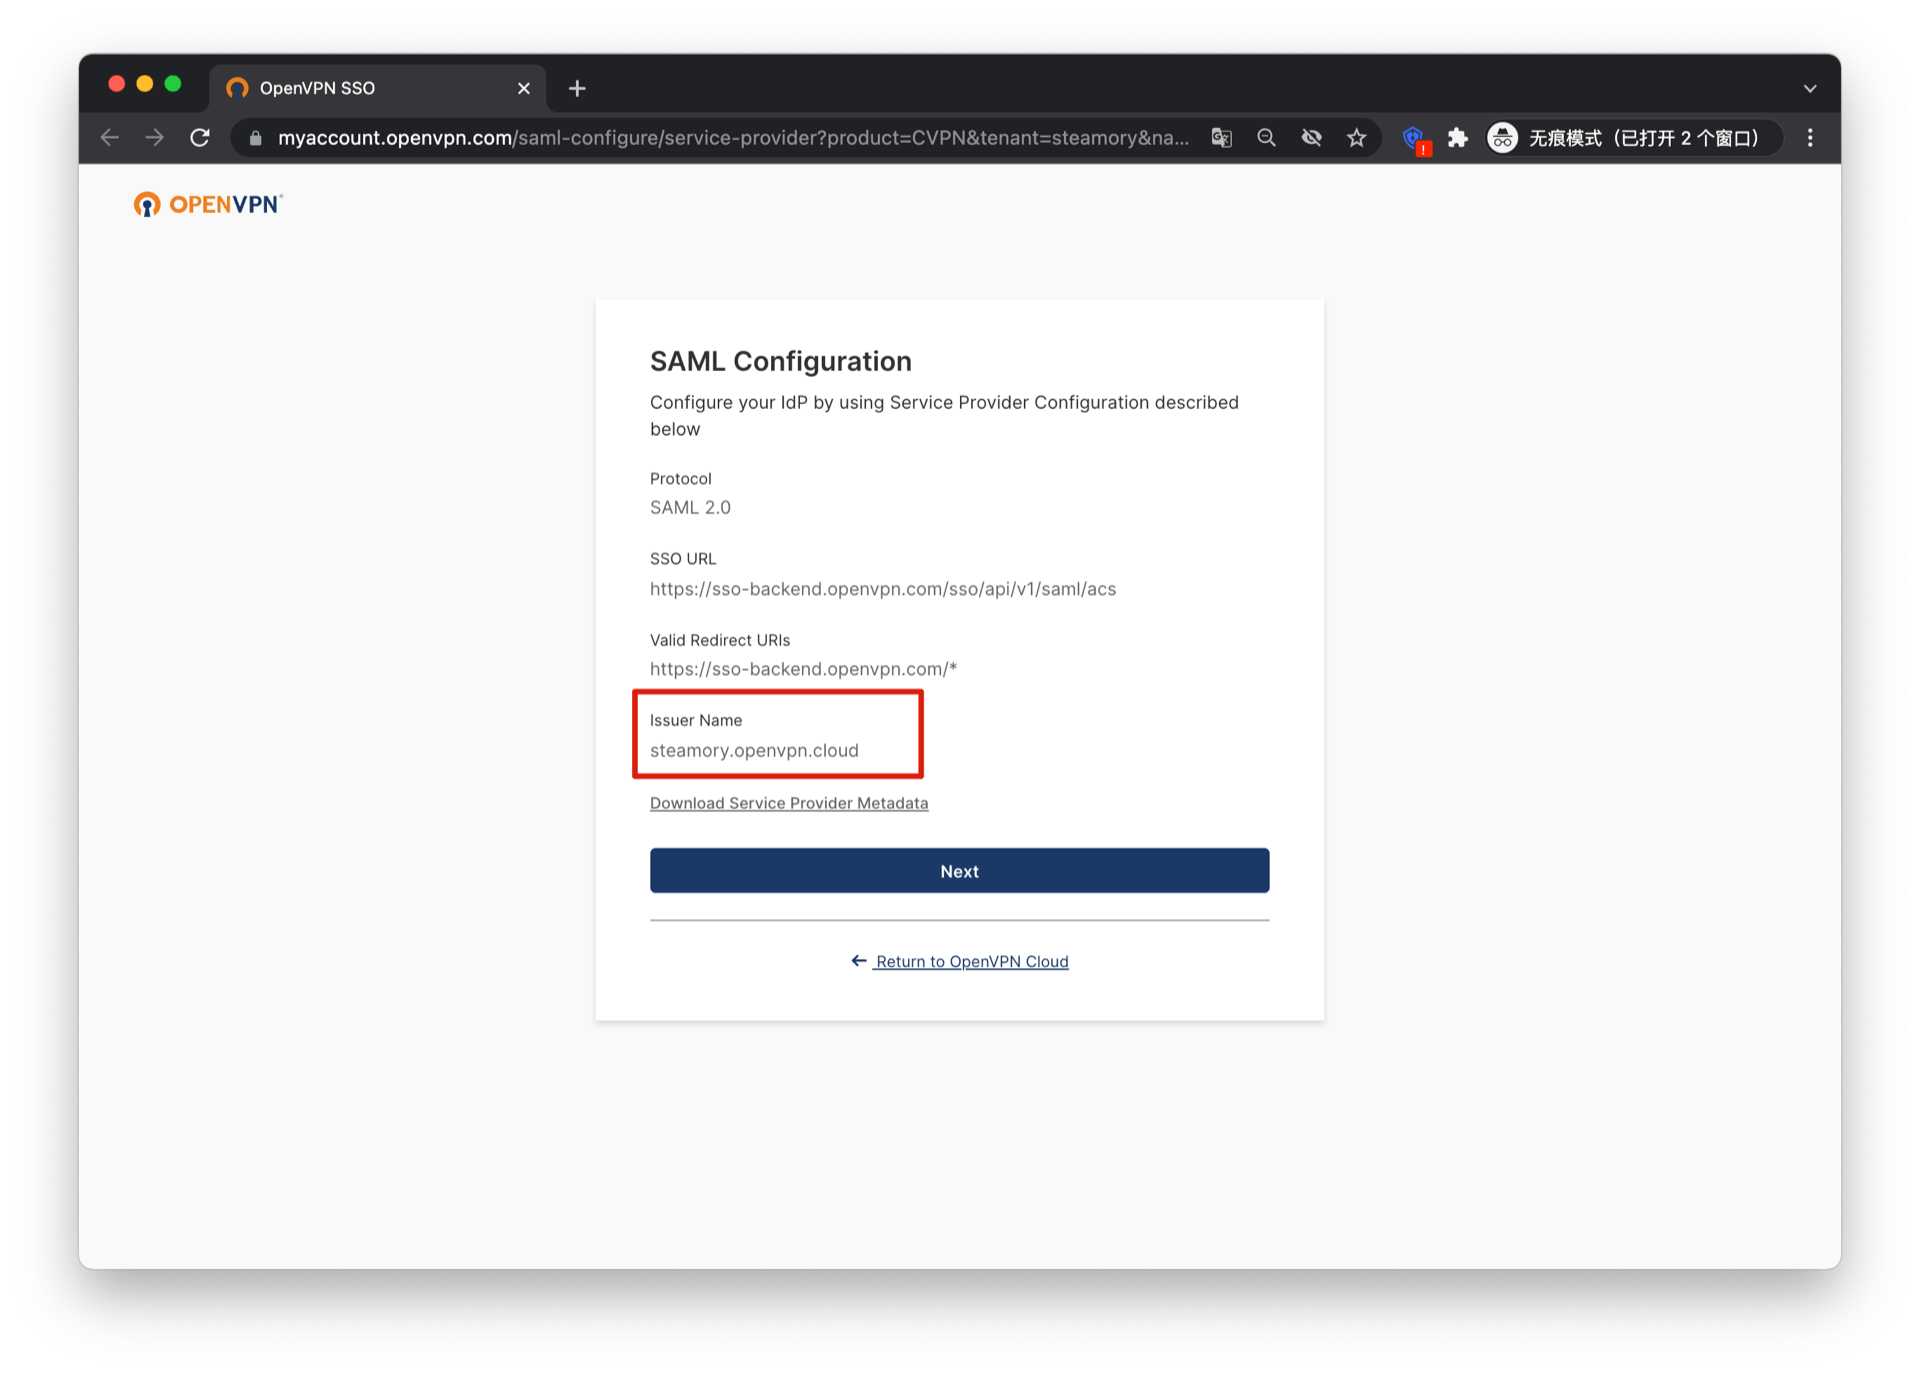 OpenVPN SSO
myaccount.openvpn.com/saml-configure/service-provider?product=CVPN&tenant=steamory&na...
无痕模式（已打开 2 个窗口）
OPENVPN
SAML Configuration
Configure your IdP by using Service Provider Configuration described
below
Protocol
SAML 2.0
SSO URL
https://sso-backend.openvpn.com/sso/api/v1/saml/acs
Valid Redirect URIs
https://sso-backend.openvpn.com/*
Issuer Name
steamory.openvpn.cloud
Download Service Provider Metadata
Next
Return to OpenVPN Cloud